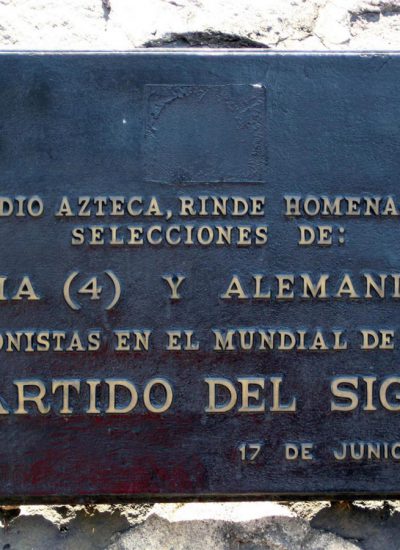 DIO AZTECA, RINDE HOMENA
SELECCIONES DE:
IA (4) Y ALEMANI
ONISTAS EN EL MUNDIAL DE
ARTIDO DEL SIG
17 DE JUNIO